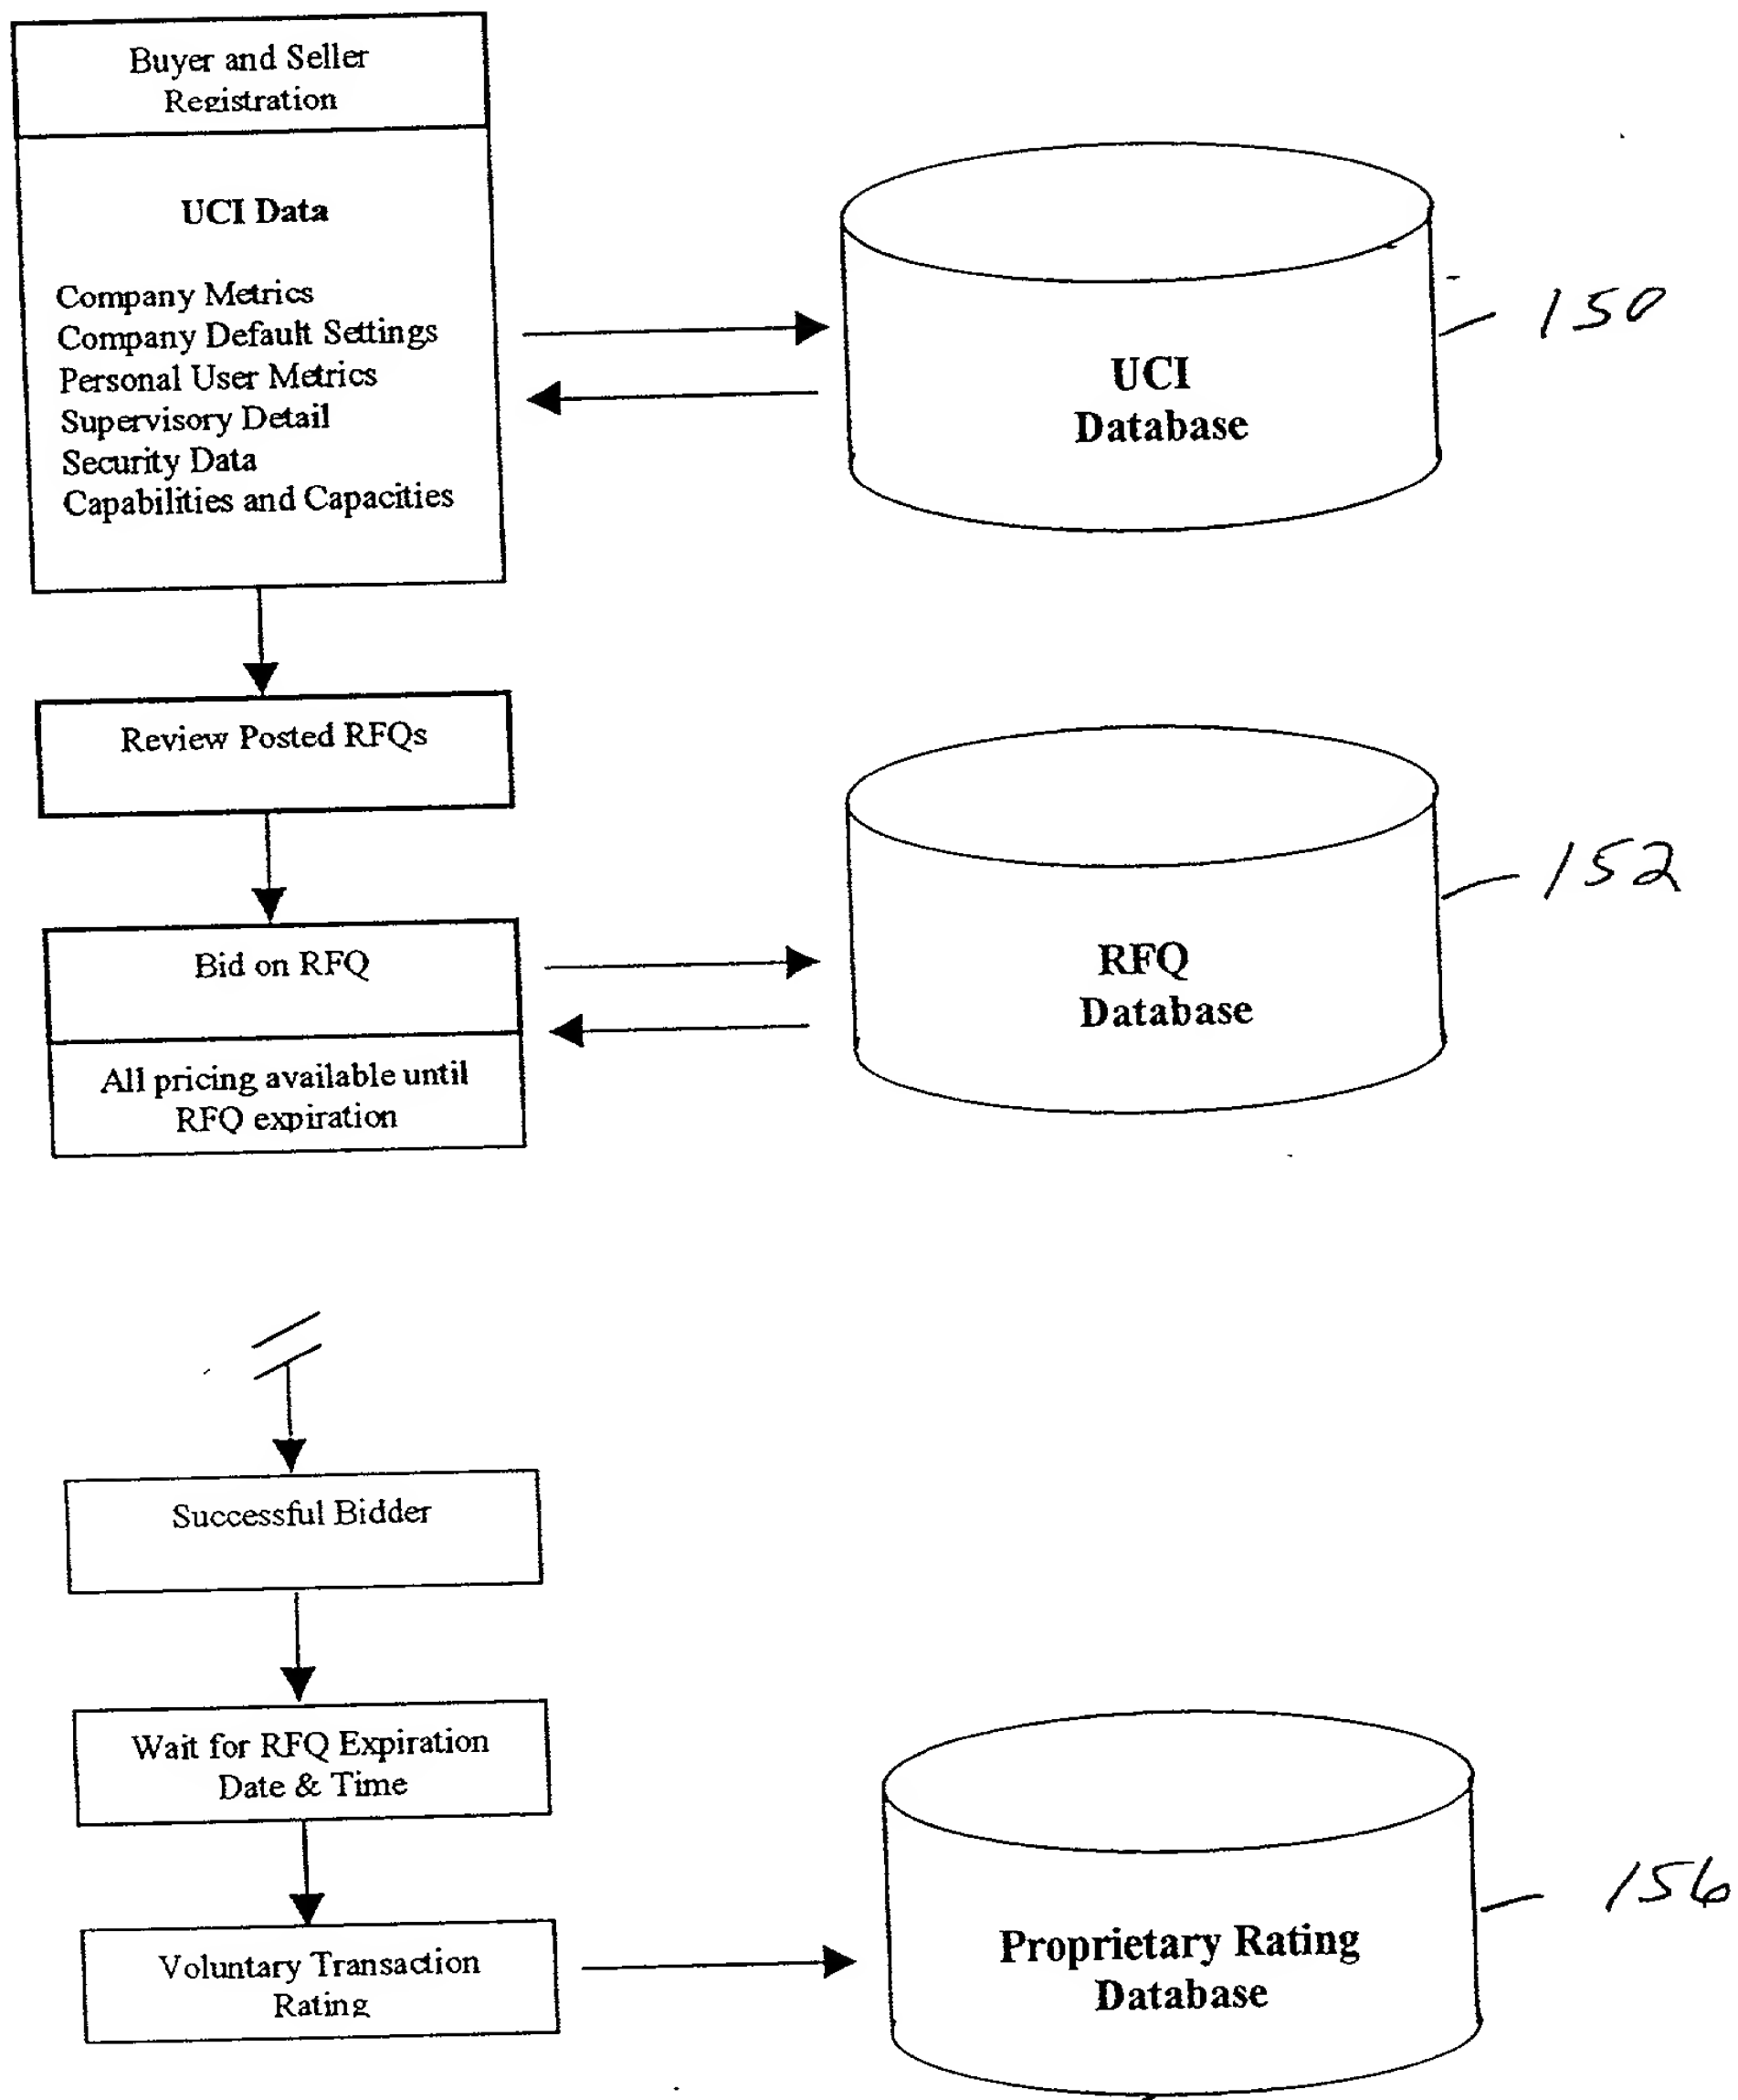 Buyer and Seller
Registration
UCI Data
Company Metrics
Company Default Settings
Personal User Metrics
Supervisory Detail
Security Data
Capabilities and Capacities
UCI
Database
150
Review Posted RFQs
Bid on RFQ
All pricing available until
RFQ expiration
RFQ
Database
152
Successful Bidder
Wait for RFQ Expiration
Date & Time
Voluntary Transaction
Rating
Proprietary Rating
Database
156